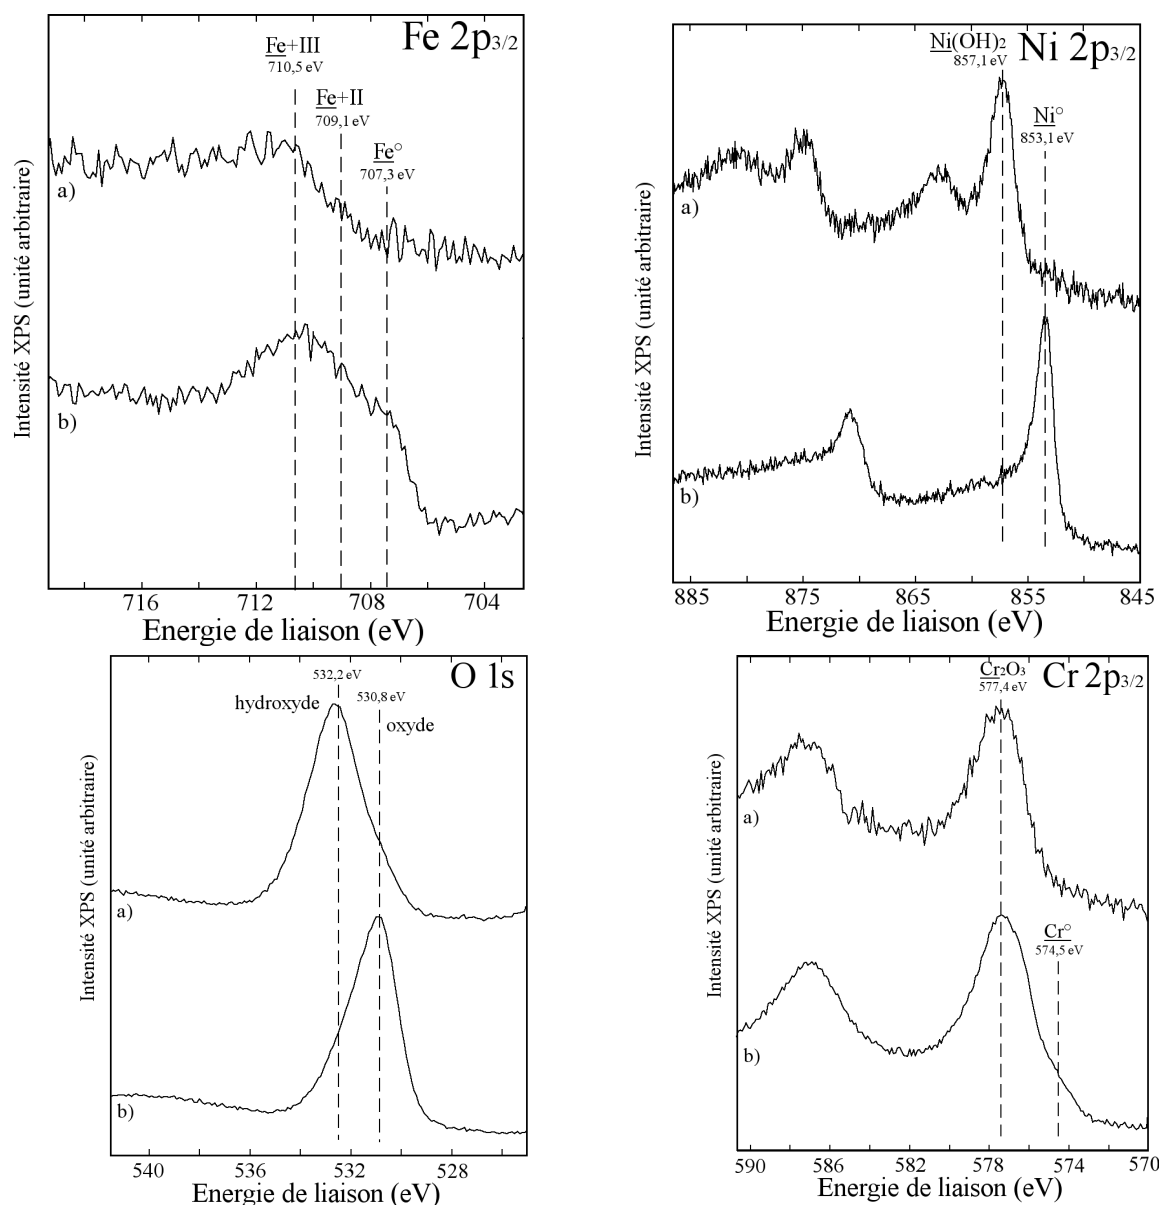 Fe 2p3/2
Fe+III
710,5 eV
Fe+II
709,1 eV
Fe°
707,3 eV
a)
b)
Intensité XPS (unité arbitraire)
716 712 708 704
Energie de liaison (eV)
Ni 2p3/2
Ni(OH)2
857,1 eV
Ni°
853,1 eV
a)
b)
Intensité XPS (unité arbitraire)
885 875 865 855 845
Energie de liaison (eV)
O 1s
532,2 eV
hydroxyde
530,8 eV
oxyde
a)
b)
Intensité XPS (unité arbitraire)
540 536 532 528
Energie de liaison (eV)
Cr 2p3/2
Cr2O3
577,4 eV
a)
Cr°
574,5 eV
b)
Intensité XPS (unité arbitraire)
590 586 582 578 574 570
Energie de liaison (eV)